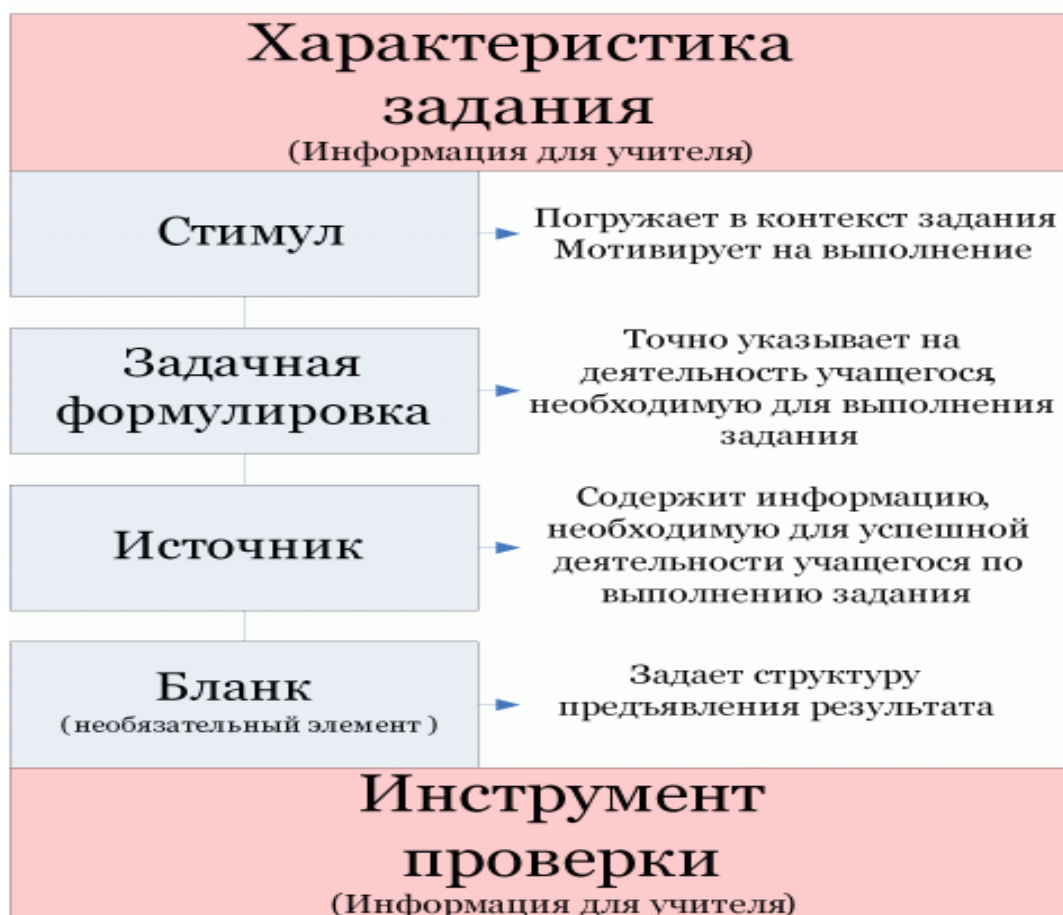 Характеристика
задания
(Информация для учителя)
Стимул
Погружает в контекст задания
Мотивирует на выполнение
Задачная
формулировка
Точно указывает на
деятельность учащегося,
необходимую для выполнения
задания
Источник
Содержит информацию,
необходимую для успешной
деятельности учащегося по
выполнению задания
Бланк
(необязательный элемент )
Задает структуру
предъявления результата
Инструмент
проверки
(Информация для учителя)